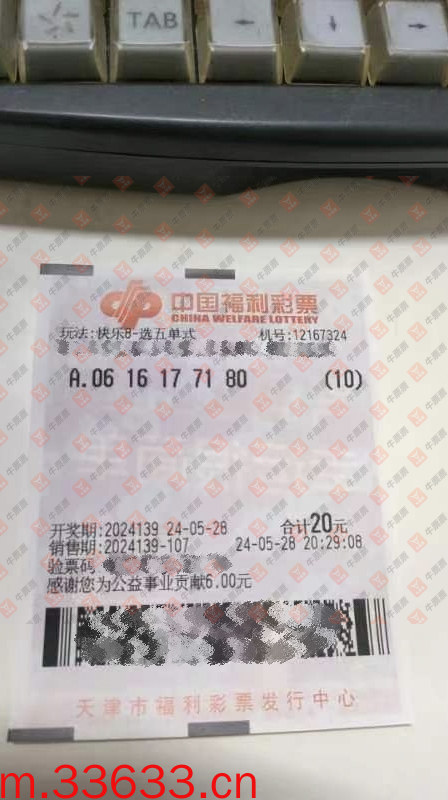 TAB
中国福利彩票
CHINA WELFARE LOTTERY
玩法:快乐8-选五单式 机号:12167324
A.06 16 17 71 80 (10)
开奖期:2024139 24-05-28 合计20元
销售期:2024139-107 24-05-28 20:29:08
验票码
感谢您为公益事业贡献6.00元
天津市福利彩票发行中心
m.33633.cn